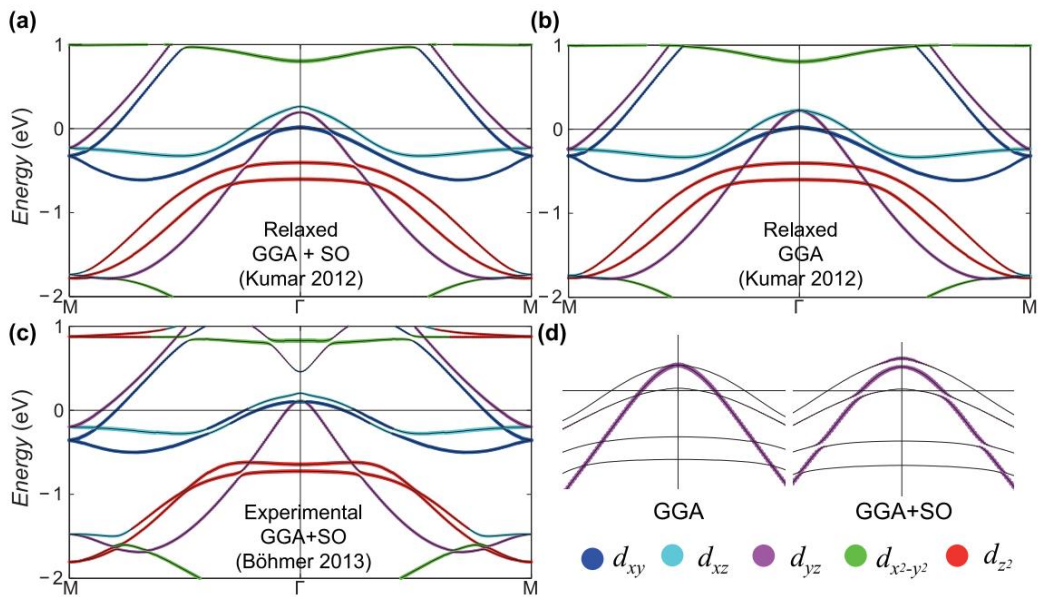 (a)
(b)
1
0
−1
−2
Energy (eV)
Relaxed
GGA + SO
(Kumar 2012)
M
Γ
M
1
0
−1
−2
Relaxed
GGA
(Kumar 2012)
M
Γ
M
(c)
(d)
1
0
−1
−2
Energy (eV)
Experimental
GGA+SO
(Böhmer 2013)
M
Γ
M
GGA
GGA+SO
dxy dxz dyz dx²-y² dz²